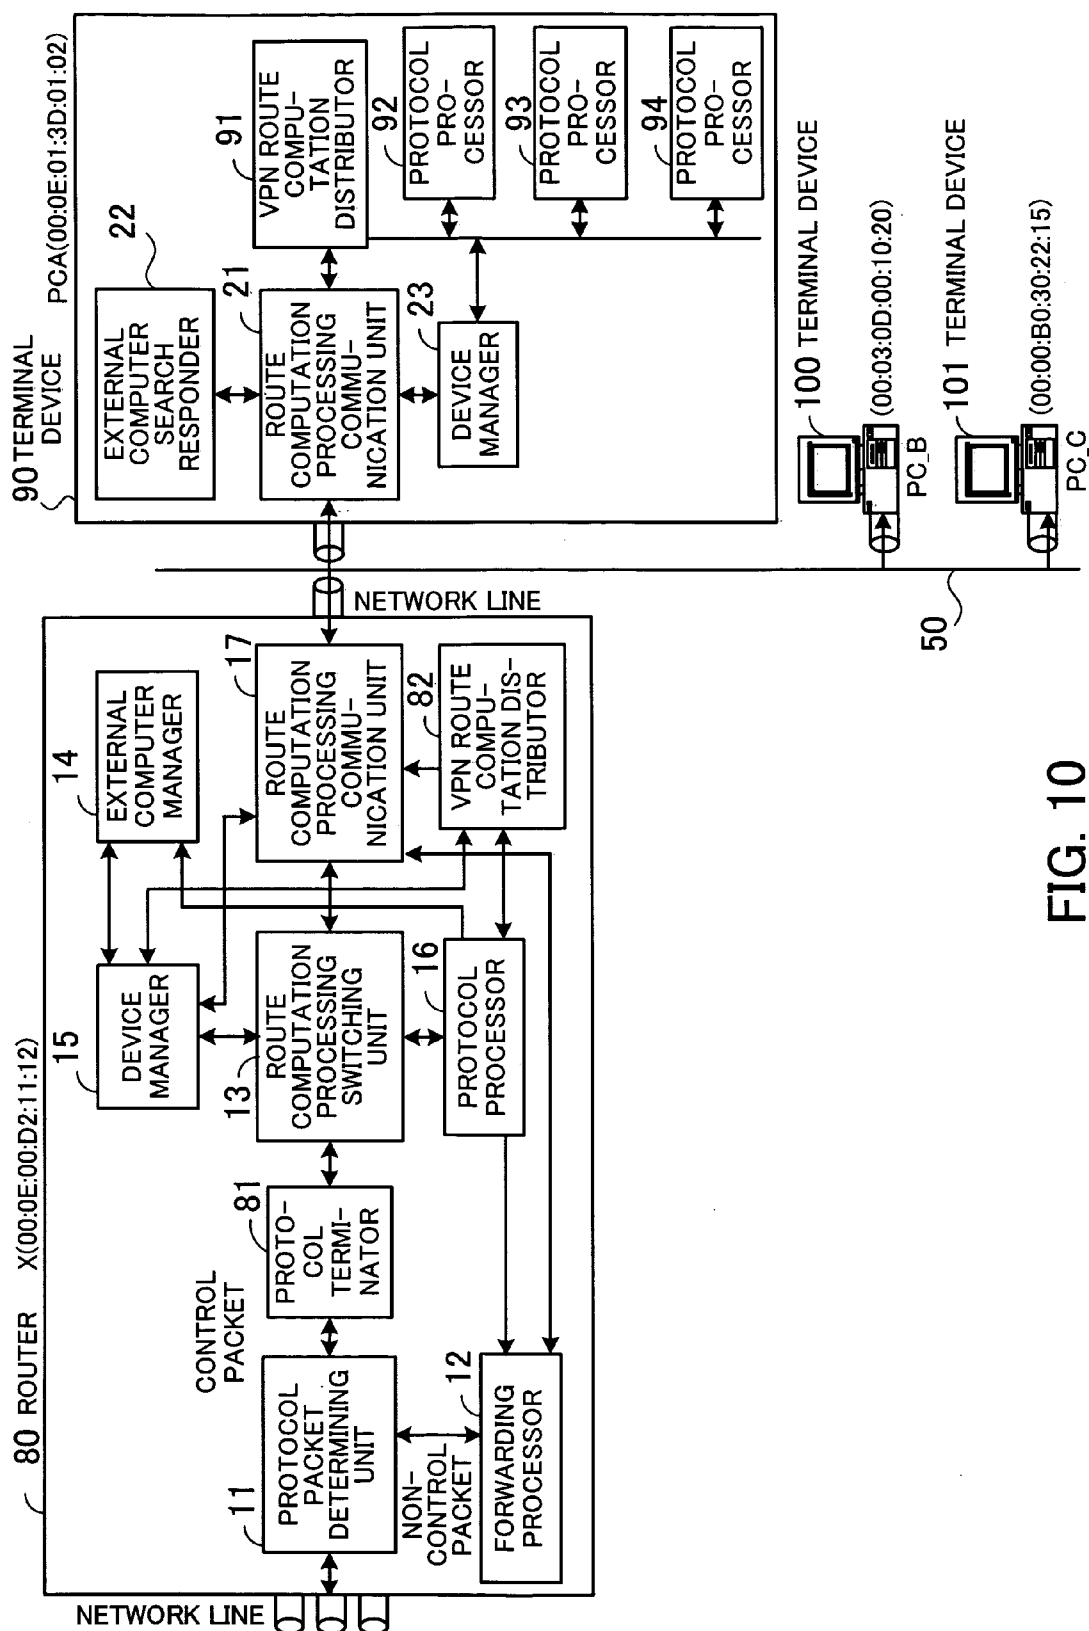 80 ROUTER X(00:0E:00:D2:11:12)
NETWORK LINE
11
PROTOCOL
PACKET
DETERMINING
UNIT
CONTROL
PACKET
NON-
CONTROL
PACKET
12
FORWARDING
PROCESSOR
81
PROTO-
COL
TERMI-
NATOR
15
DEVICE
MANAGER
13
ROUTE
COMPUTATION
PROCESSING
SWITCHING
UNIT
16
PROTOCOL
PROCESSOR
14
EXTERNAL
COMPUTER
MANAGER
17
ROUTE
COMPUTATION
PROCESSING
COMMU-
NICATION UNIT
82
VPN ROUTE
COMPU-
TATION DIS-
TRIBUTOR
NETWORK LINE
50
90 TERMINAL
DEVICE
PCA(00:0E:01:3D:01:02)
22
EXTERNAL
COMPUTER
SEARCH
RESPONDER
21
ROUTE
COMPUTATION
PROCESSING
COMMU-
NICATION UNIT
23
DEVICE
MANAGER
91
VPN ROUTE
COMPU-
TATION
DISTRIBUTOR
92
PROTOCOL
PRO-
CESSOR
93
PROTOCOL
PRO-
CESSOR
94
PROTOCOL
PRO-
CESSOR
100 TERMINAL DEVICE
(00:03:0D:00:10:20)
PC_B
101 TERMINAL DEVICE
(00:00:B0:30:22:15)
PC_C
FIG. 10